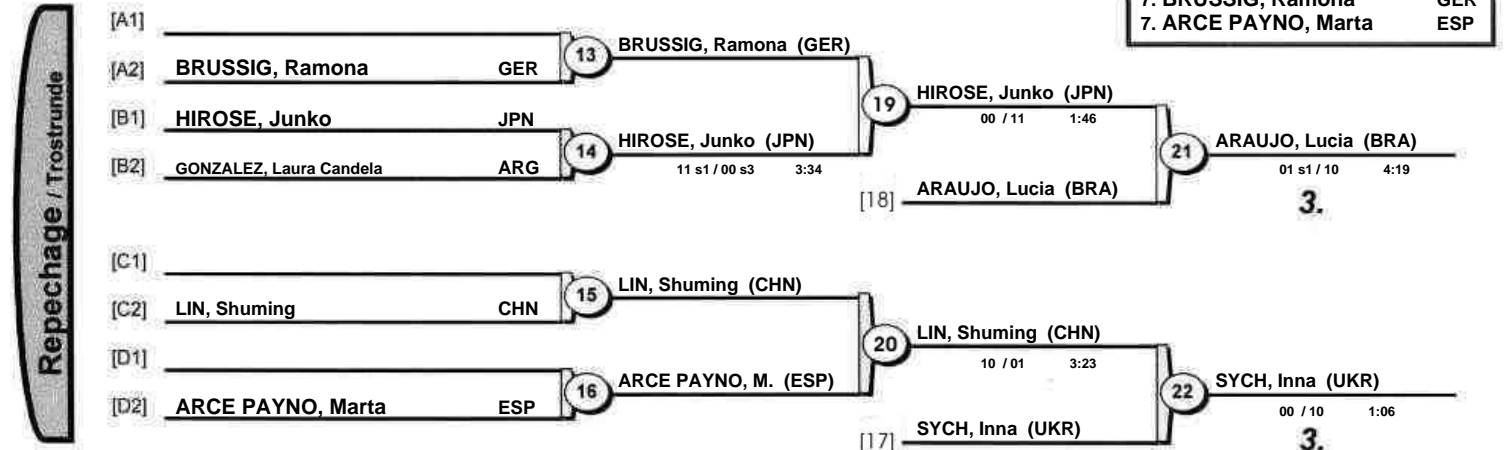 7. BRUSSIG, Ramona GER
7. ARCE PAYNO, Marta ESP
Repechage / Trostrunde
[A1]
[A2] BRUSSIG, Ramona GER
13
BRUSSIG, Ramona (GER)
[B1] HIROSE, Junko JPN
[B2] GONZALEZ, Laura Candela ARG
14
HIROSE, Junko (JPN)
11 s1 / 00 s3 3:34
19
HIROSE, Junko (JPN)
00 / 11 1:46
[18] ARAUJO, Lucia (BRA)
21
ARAUJO, Lucia (BRA)
01 s1 / 10 4:19
3.
[C1]
[C2] LIN, Shuming CHN
15
LIN, Shuming (CHN)
[D1]
[D2] ARCE PAYNO, Marta ESP
16
ARCE PAYNO, M. (ESP)
20
LIN, Shuming (CHN)
10 / 01 3:23
[17] SYCH, Inna (UKR)
22
SYCH, Inna (UKR)
00 / 10 1:06
3.